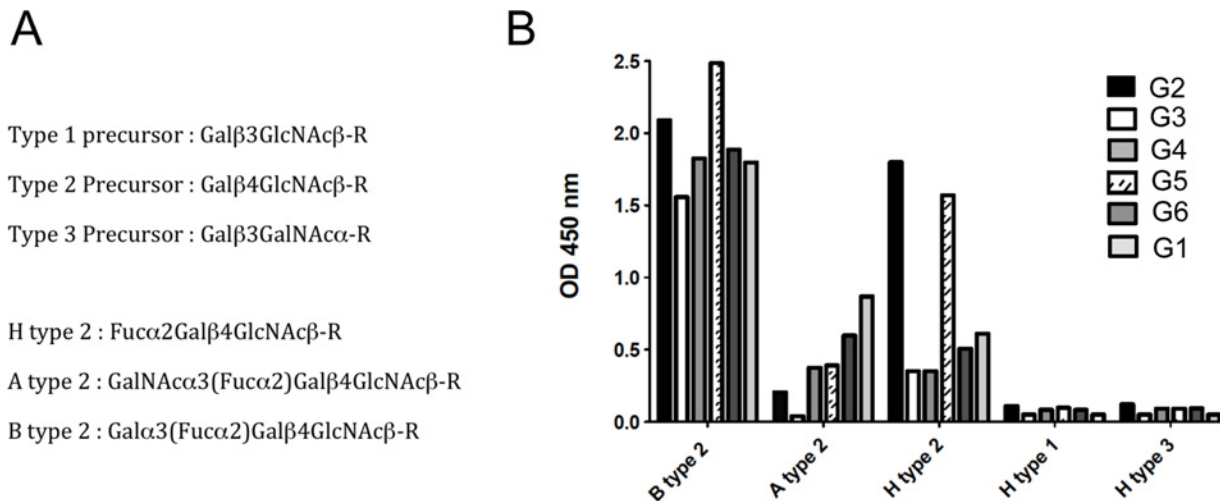 A
Type 1 precursor : Galβ3GlcNAcβ-R
Type 2 Precursor : Galβ4GlcNAcβ-R
Type 3 Precursor : Galβ3GalNAcα-R
H type 2 : Fucα2Galβ4GlcNAcβ-R
A type 2 : GalNAcα3(Fucα2)Galβ4GlcNAcβ-R
B type 2 : Galα3(Fucα2)Galβ4GlcNAcβ-R
B
OD 450 nm
2.5
2.0
1.5
1.0
0.5
0.0
B type 2
A type 2
H type 2
H type 1
H type 3
G2
G3
G4
G5
G6
G1